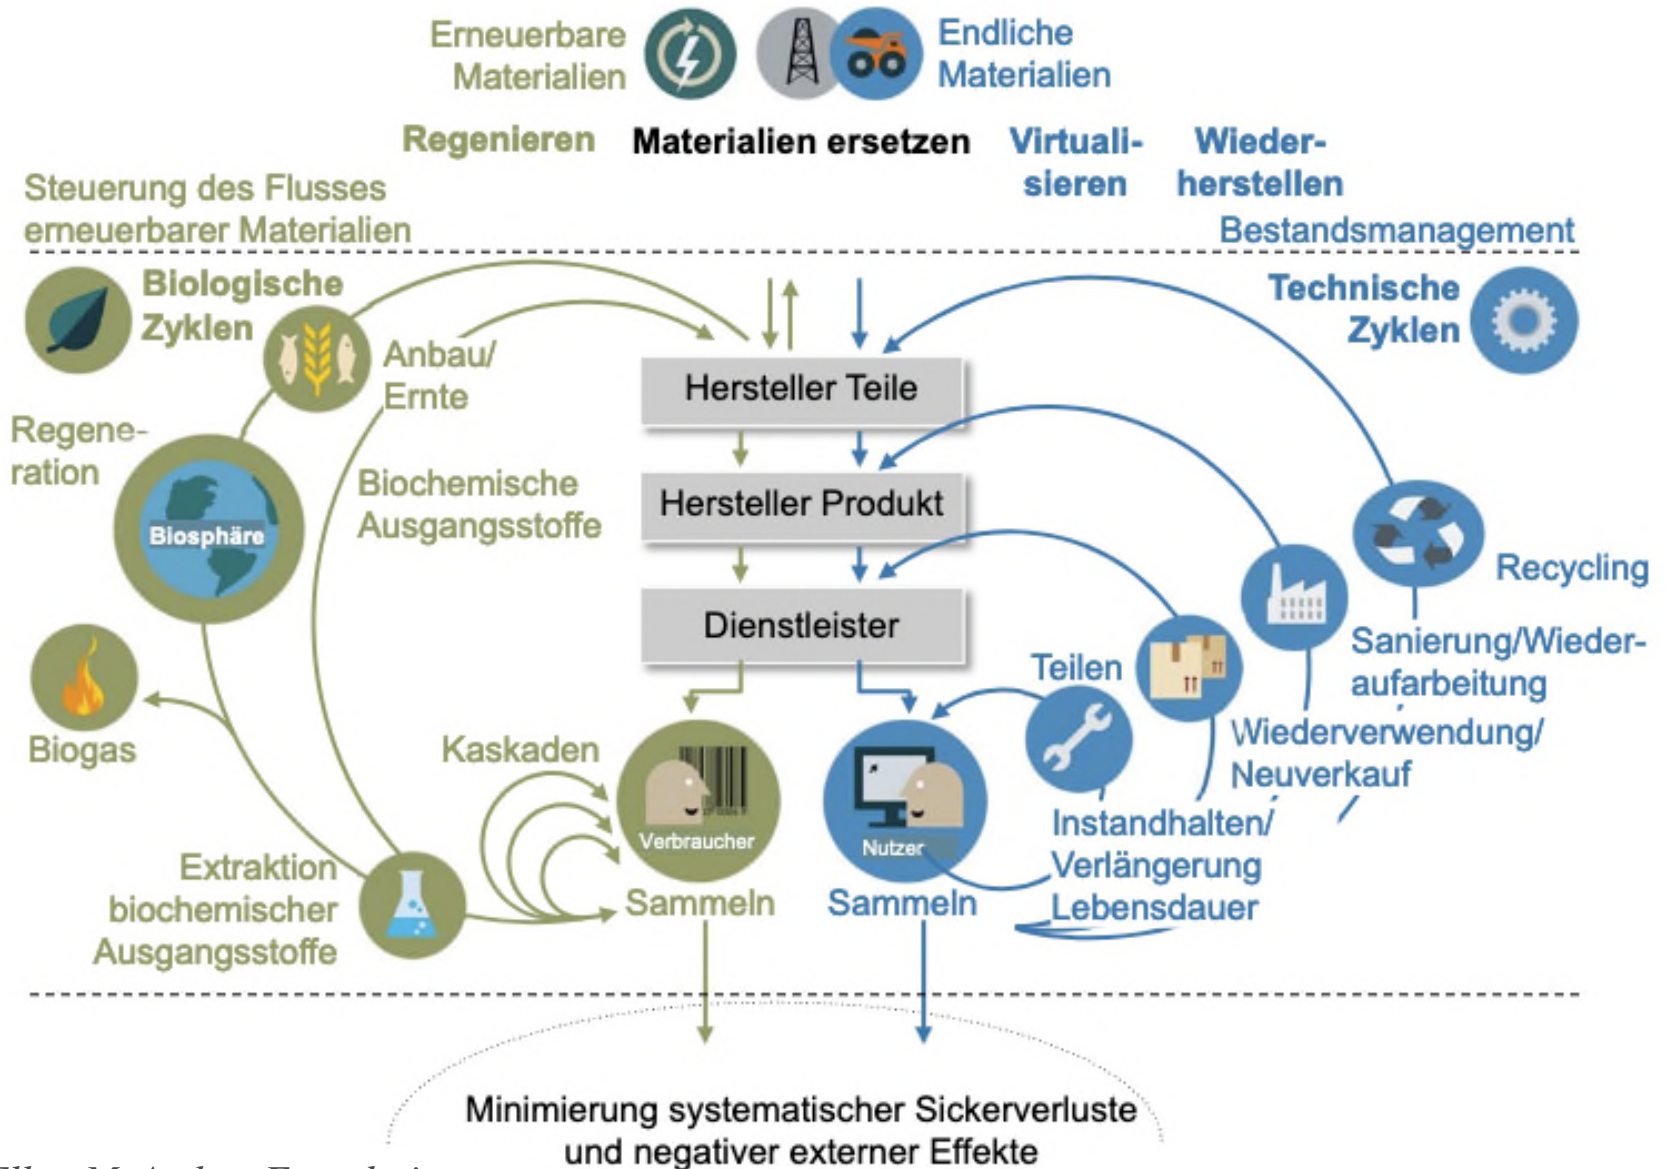 Erneuerbare
Materialien
Endliche
Materialien
Regenieren
Materialien ersetzen
Virtuali-
sieren
Wieder-
herstellen
Steuerung des Flusses
erneuerbarer Materialien
Bestandsmanagement
Biologische
Zyklen
Technische
Zyklen
Anbau/
Ernte
Hersteller Teile
Regene-
ration
Biochemische
Ausgangsstoffe
Hersteller Produkt
Biosphäre
Recycling
Dienstleister
Sanierung/Wieder-
aufarbeitung
Teilen
Wiederverwendung/
Neuverkauf
Biogas
Kaskaden
Verbraucher
Nutzer
Instandhalten/
Verlängerung
Lebensdauer
Extraktion
biochemischer
Ausgangsstoffe
Sammeln
Sammeln
Minimierung systematischer Sickerverluste
und negativer externer Effekte